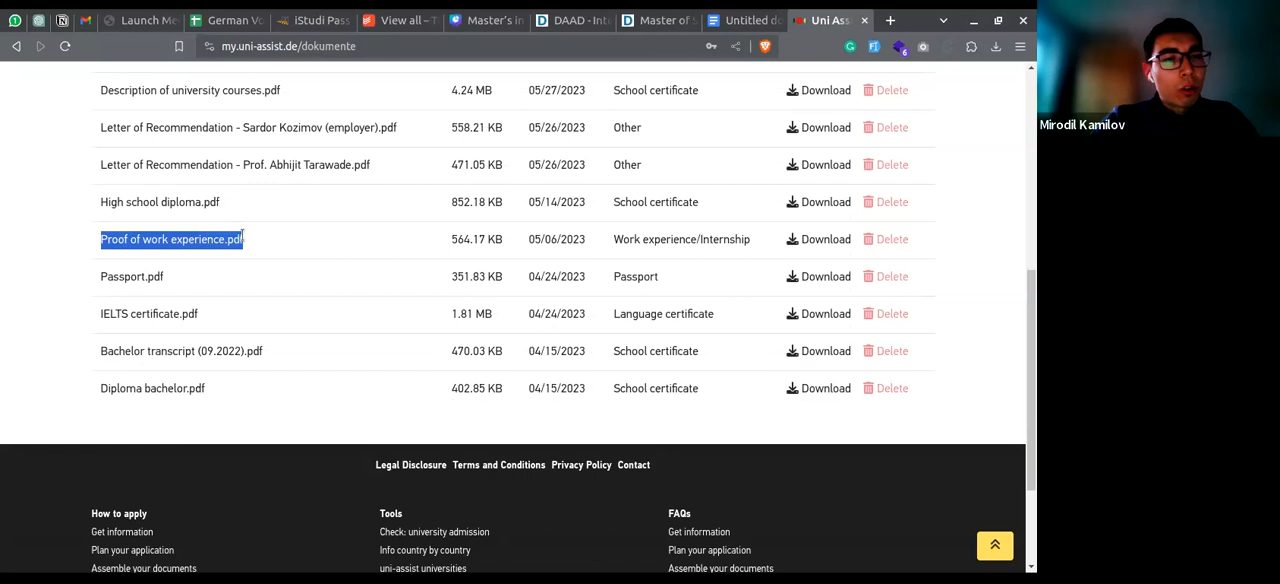 Launch Me
German Vo
iStudi Pass
View all – T
Master's in
DAAD - Inte
Master of S
Untitled do
Uni Ass
my.uni-assist.de/dokumente
6
Description of university courses.pdf 4.24 MB 05/27/2023 School certificate Download Delete
Letter of Recommendation - Sardor Kozimov (employer).pdf 558.21 KB 05/26/2023 Other Download Delete
Letter of Recommendation - Prof. Abhijit Tarawade.pdf 471.05 KB 05/26/2023 Other Download Delete
High school diploma.pdf 852.18 KB 05/14/2023 School certificate Download Delete
Proof of work experience.pdf 564.17 KB 05/06/2023 Work experience/Internship Download Delete
Passport.pdf 351.83 KB 04/24/2023 Passport Download Delete
IELTS certificate.pdf 1.81 MB 04/24/2023 Language certificate Download Delete
Bachelor transcript (09.2022).pdf 470.03 KB 04/15/2023 School certificate Download Delete
Diploma bachelor.pdf 402.85 KB 04/15/2023 School certificate Download Delete
Mirodil Kamilov
Legal Disclosure Terms and Conditions Privacy Policy Contact
How to apply
Get information
Plan your application
Assemble your documents
Tools
Check: university admission
Info country by country
uni-assist universities
FAQs
Get information
Plan your application
Assemble your documents